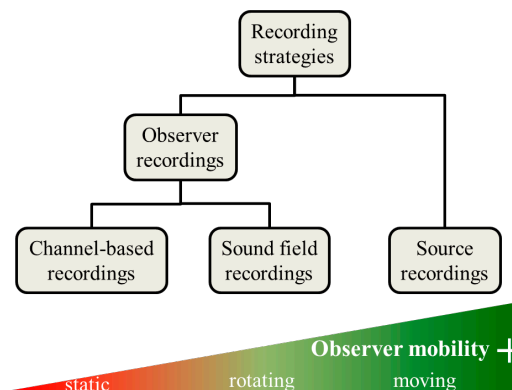 Recording
strategies
Observer
recordings
Channel-based
recordings
Sound field
recordings
Source
recordings
Observer mobility +
static
rotating
moving